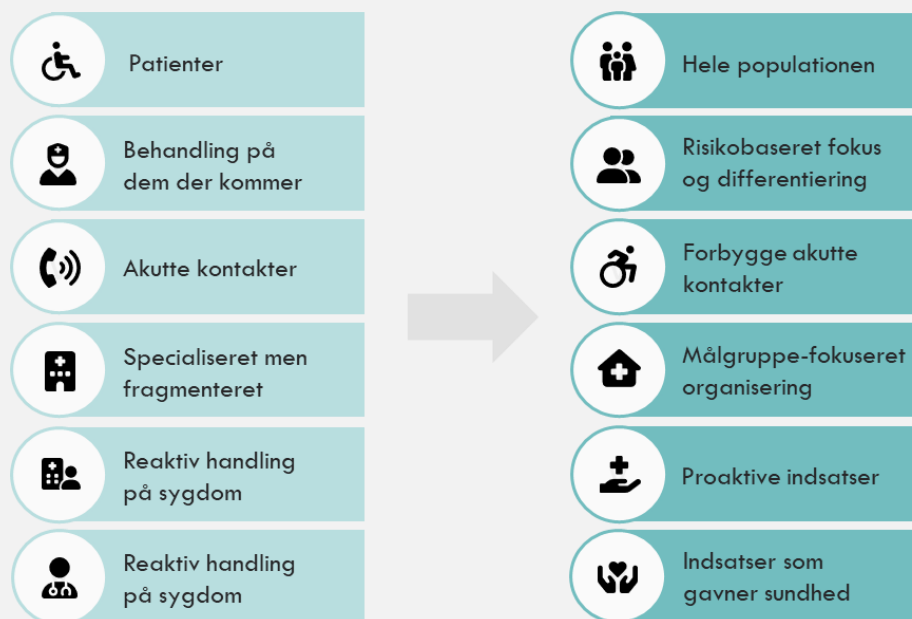 Patienter
Behandling på
dem der kommer
Akutte kontakter
Specialiseret men
fragmenteret
Reaktiv handling
på sygdom
Reaktiv handling
på sygdom
Hele populationen
Risikobaseret fokus
og differentiering
Forbygge akutte
kontakter
Målgruppe-fokuseret
organisering
Proaktive indsatser
Indsatser som
gavner sundhed